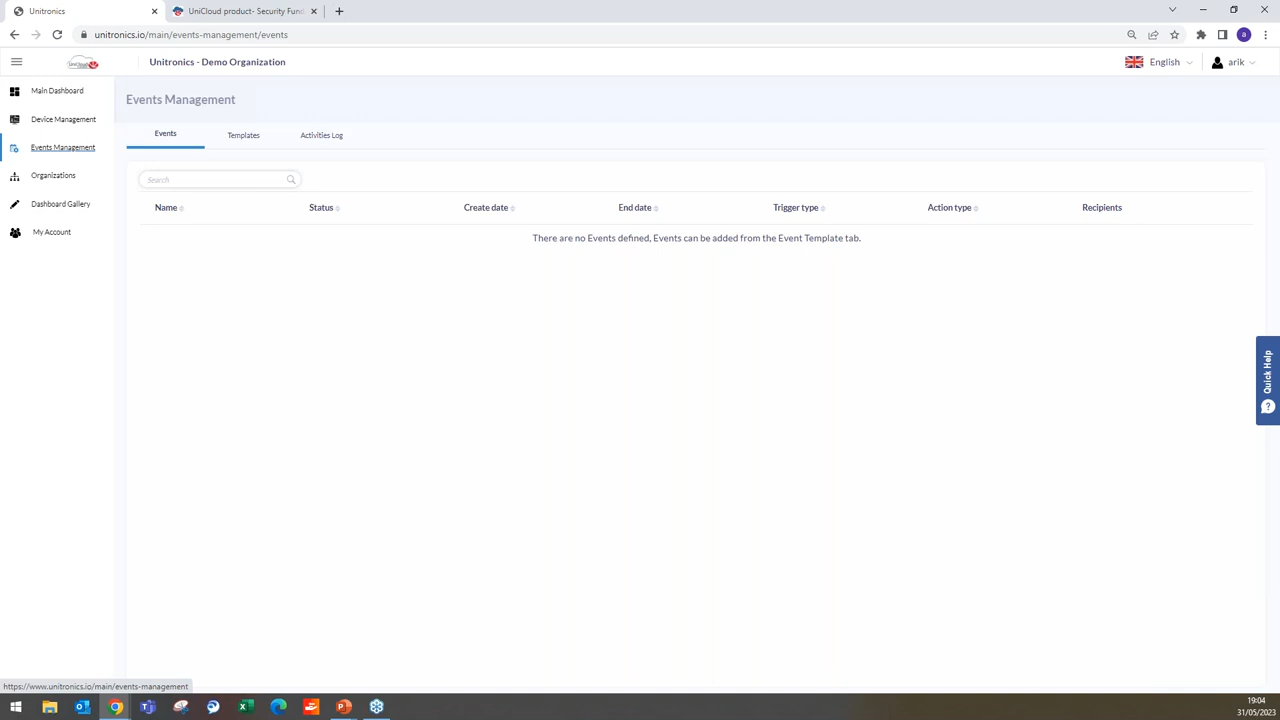 Unitronics
UniCloud product- Security Fund
unitronics.io/main/events-management/events
a
UniCloud
Unitronics - Demo Organization
English
arik
Main Dashboard
Device Management
Events Management
Organizations
Dashboard Gallery
My Account
Events Management
Events
Templates
Activities Log
Search
Name
Status
Create date
End date
Trigger type
Action type
Recipients
There are no Events defined, Events can be added from the Event Template tab.
Quick Help
https://www.unitronics.io/main/events-management
19:04
31/05/2023